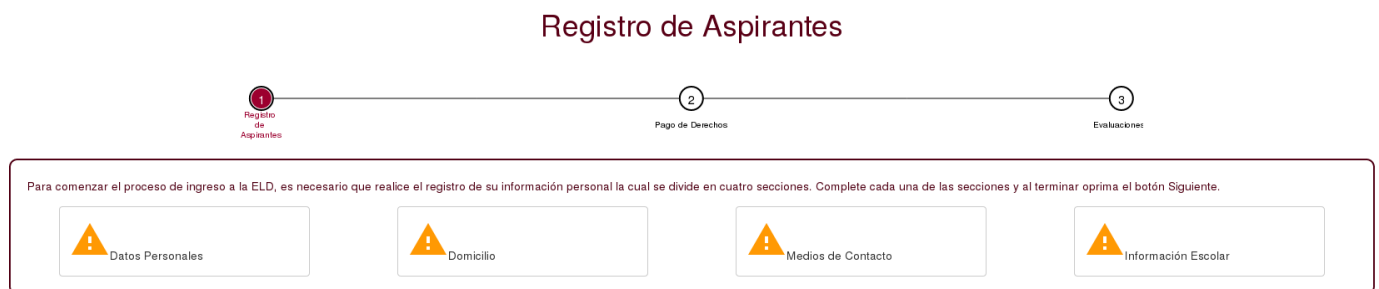 Registro de Aspirantes
1
2
3
Registro
de
Aspirantes
Pago de Derechos
Evaluaciones
Para comenzar el proceso de ingreso a la ELD, es necesario que realice el registro de su información personal la cual se divide en cuatro secciones. Complete cada una de las secciones y al terminar oprima el botón Siguiente.
Datos Personales
Domicilio
Medios de Contacto
Información Escolar